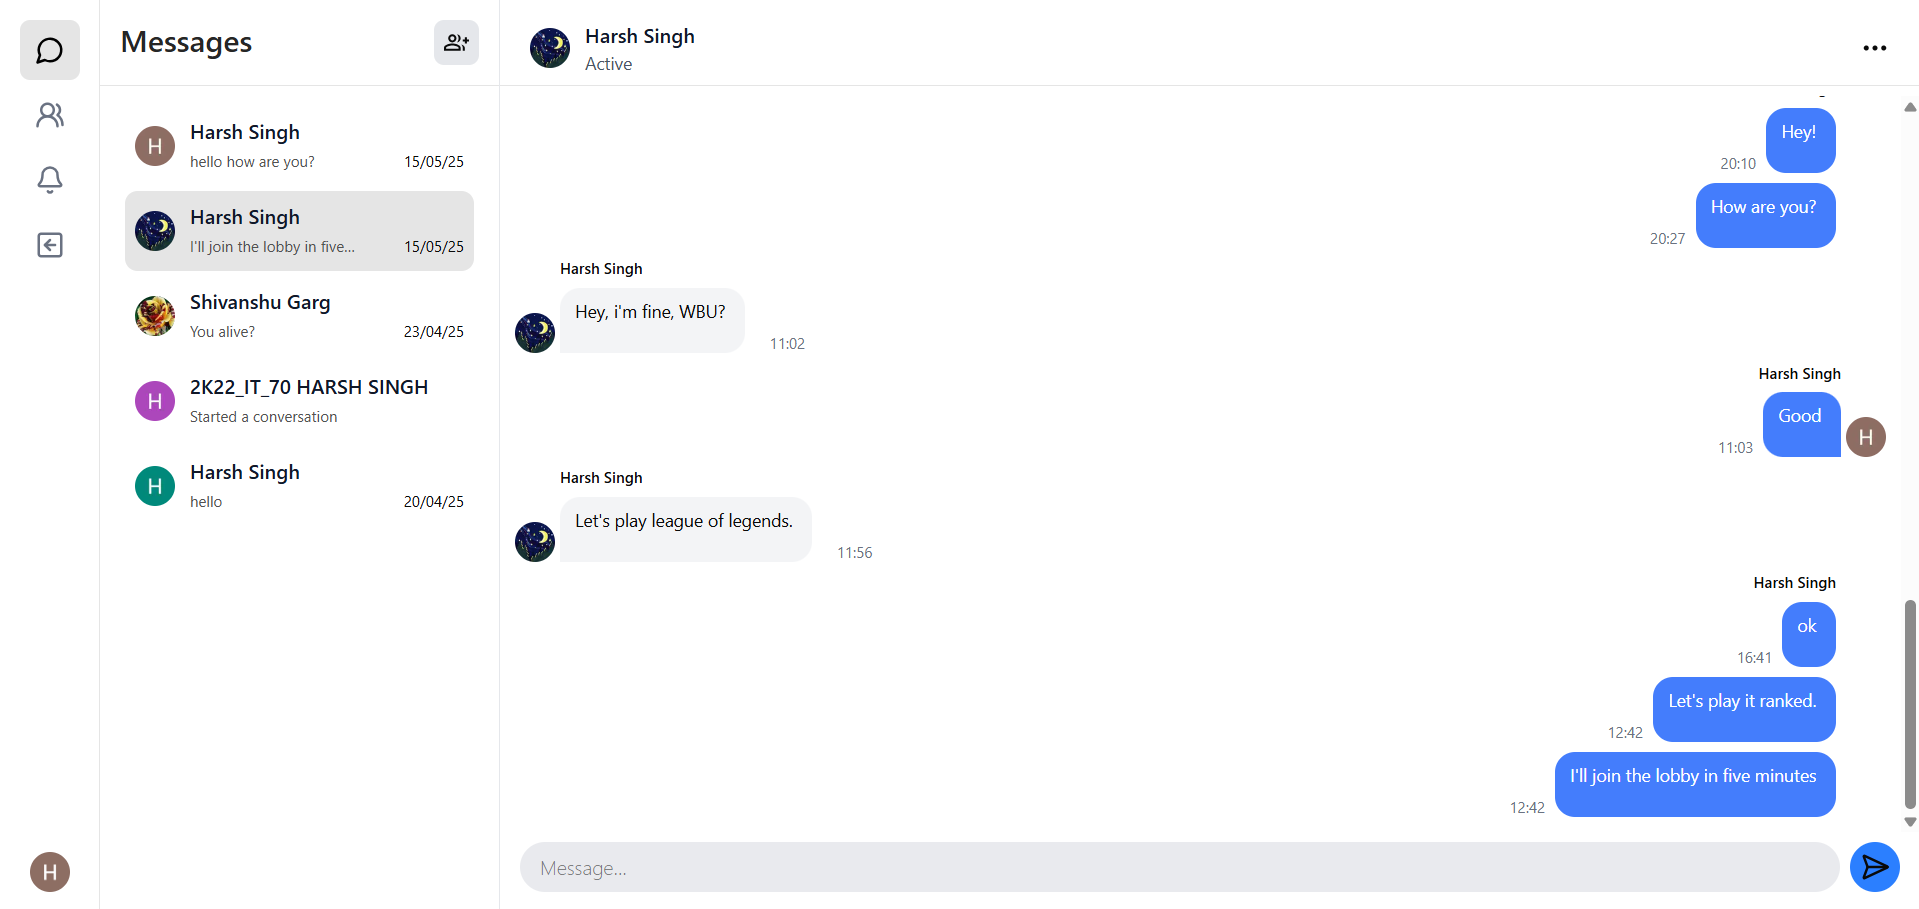 Messages
H
Harsh Singh
hello how are you?
15/05/25
Harsh Singh
I'll join the lobby in five...
15/05/25
Shivanshu Garg
You alive?
23/04/25
H
2K22_IT_70 HARSH SINGH
Started a conversation
H
Harsh Singh
hello
20/04/25
H
Harsh Singh
Active
Hey!
20:10
How are you?
20:27
Harsh Singh
Hey, i'm fine, WBU?
11:02
Harsh Singh
Good
11:03
H
Harsh Singh
Let's play league of legends.
11:56
Harsh Singh
ok
16:41
Let's play it ranked.
12:42
I'll join the lobby in five minutes
12:42
Message...